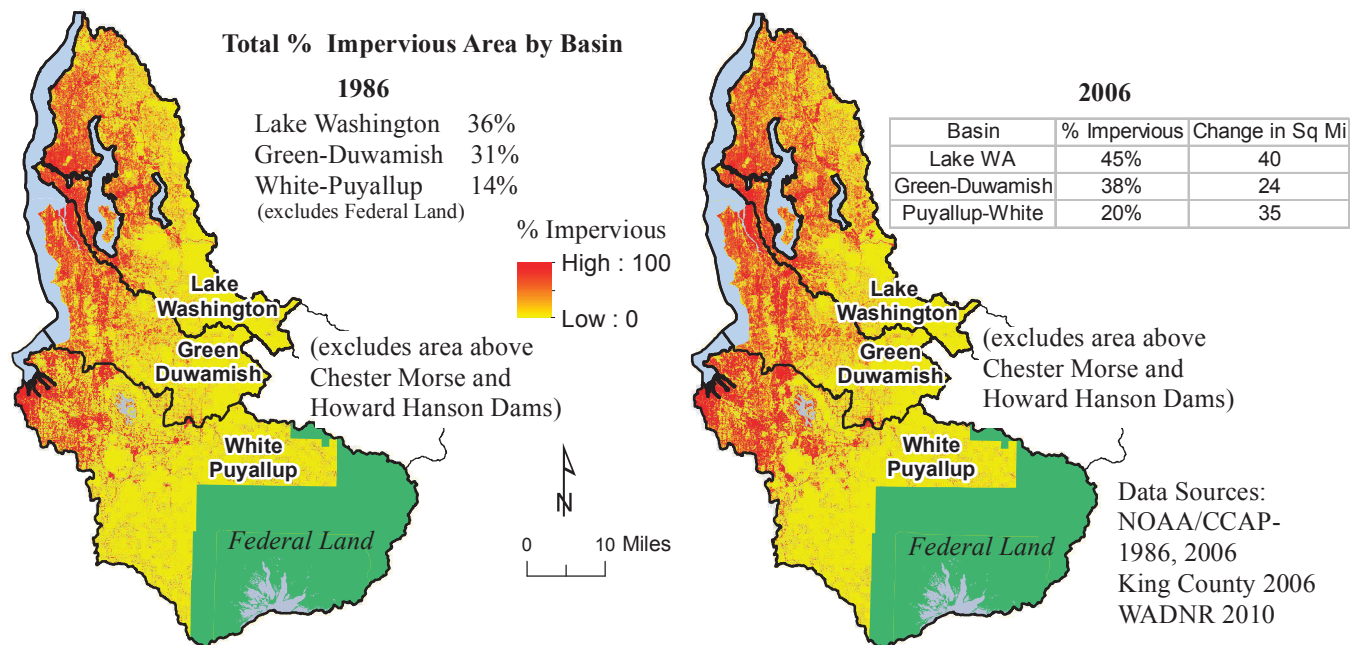 Total % Impervious Area by Basin
1986
Lake Washington 36%
Green-Duwamish 31%
White-Puyallup 14%
(excludes Federal Land)
% Impervious
High : 100
Low : 0
Lake
Washington
Green
Duwamish
(excludes area above
Chester Morse and
Howard Hanson Dams)
White
Puyallup
Federal Land
N
0 10 Miles
2006
Basin % Impervious Change in Sq Mi
Lake WA 45% 40
Green-Duwamish 38% 24
Puyallup-White 20% 35
Lake
Washington
(excludes area above
Chester Morse and
Howard Hanson Dams)
Green
Duwamish
White
Puyallup
Federal Land
Data Sources:
NOAA/CCAP-
1986, 2006
King County 2006
WADNR 2010